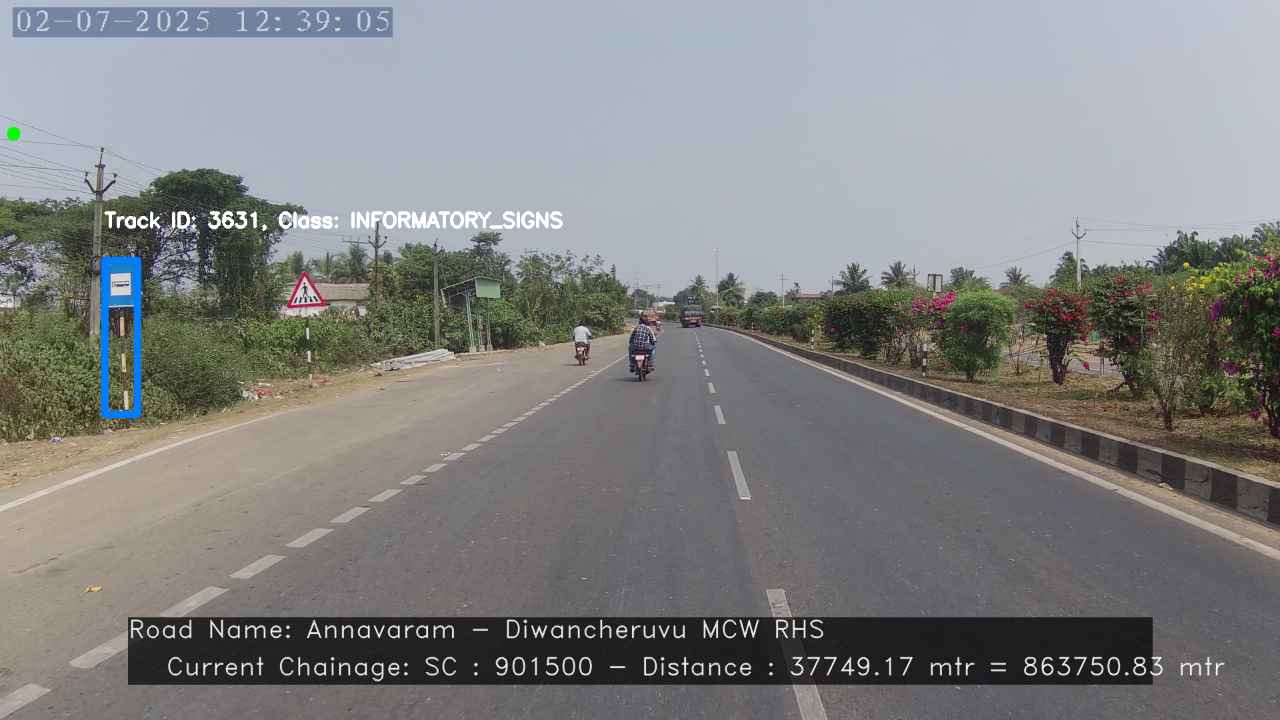 02-07-2025 12:39:05
Track ID: 3631, Class: INFORMATORY_SIGNS
Road Name: Annavaram - Diwancheruvu MCW RHS
Current Chainage: SC : 901500 - Distance : 37749.17 mtr = 863750.83 mtr